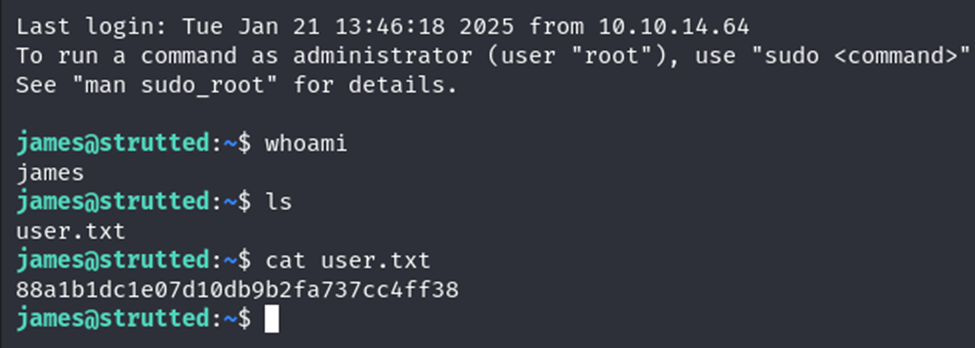 Last login: Tue Jan 21 13:46:18 2025 from 10.10.14.64
To run a command as administrator (user "root"), use "sudo <command>"
See "man sudo_root" for details.
james@strutted:~$ whoami
james
james@strutted:~$ ls
user.txt
james@strutted:~$ cat user.txt
88a1b1dc1e07d10db9b2fa737cc4ff38
james@strutted:~$